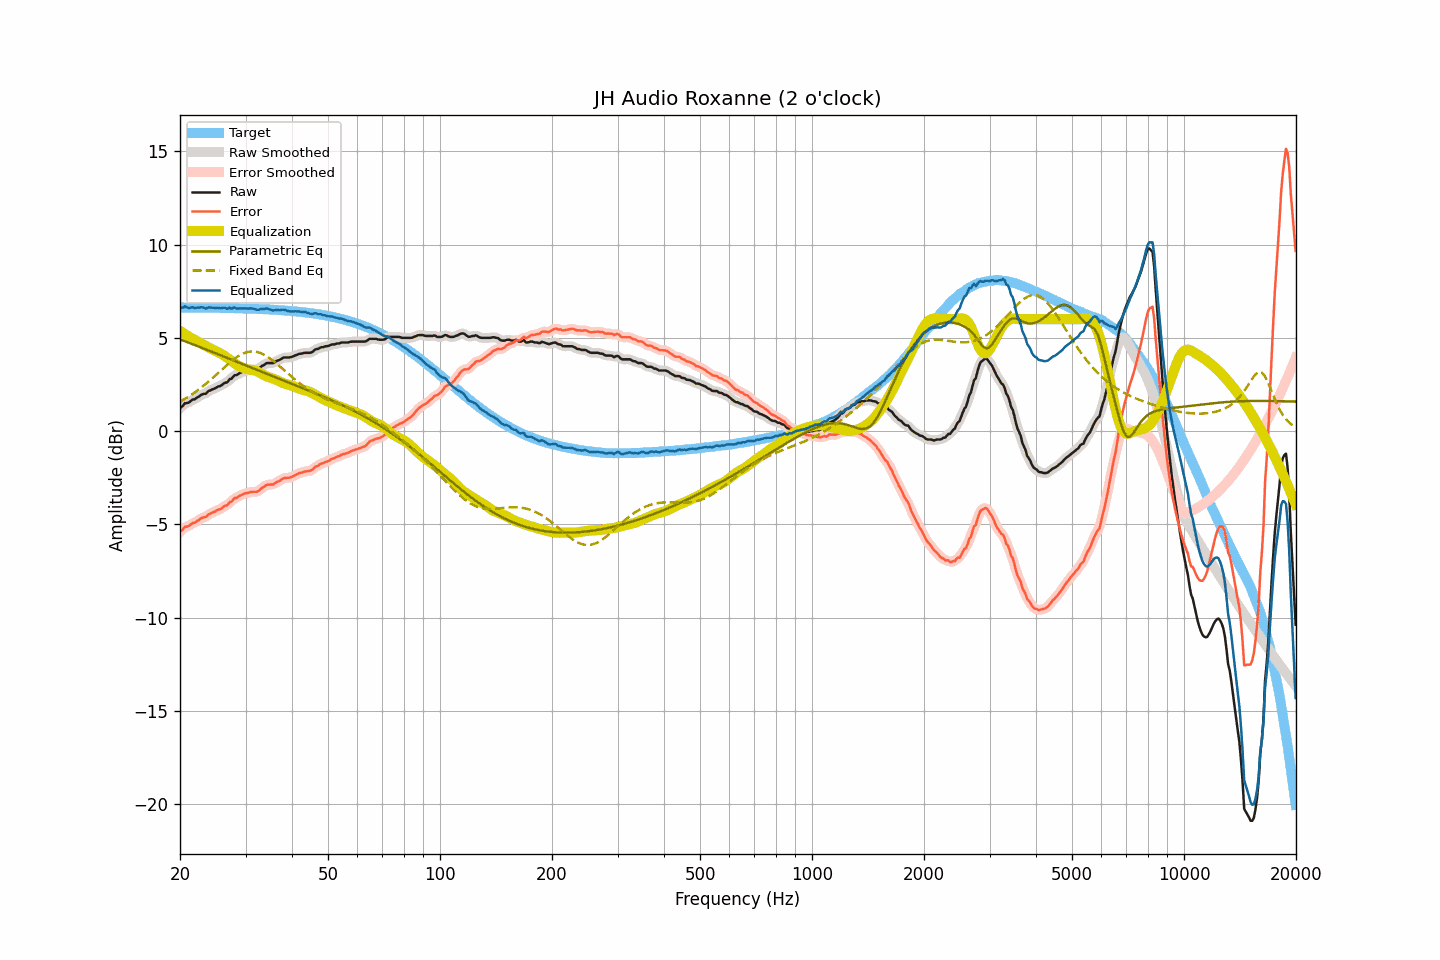 JH Audio Roxanne (2 o'clock)
Target
Raw Smoothed
Error Smoothed
Raw
Error
Equalization
Parametric Eq
Fixed Band Eq
Equalized
15
10
5
0
−5
−10
−15
−20
Amplitude (dBr)
20 50 100 200 500 1000 2000 5000 10000 20000
Frequency (Hz)